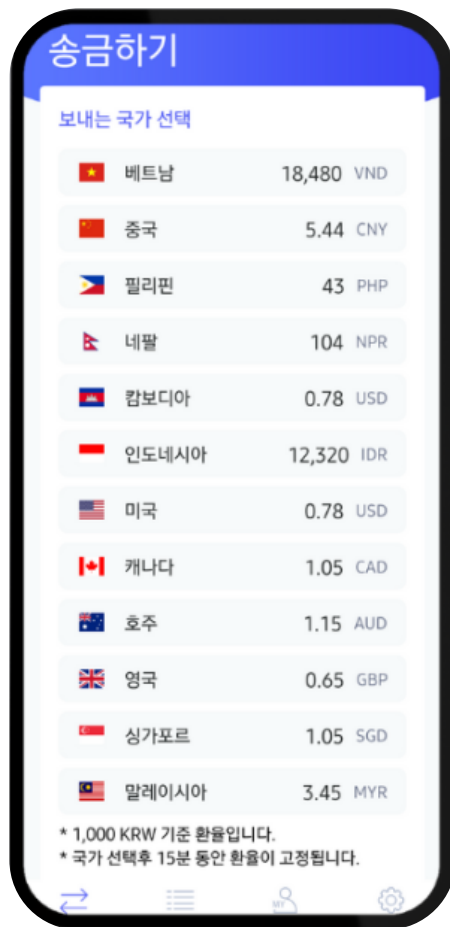 송금하기
보내는 국가 선택
베트남 18,480 VND
중국 5.44 CNY
필리핀 43 PHP
네팔 104 NPR
캄보디아 0.78 USD
인도네시아 12,320 IDR
미국 0.78 USD
캐나다 1.05 CAD
호주 1.15 AUD
영국 0.65 GBP
싱가포르 1.05 SGD
말레이시아 3.45 MYR
* 1,000 KRW 기준 환율입니다.
* 국가 선택후 15분 동안 환율이 고정됩니다.
MY